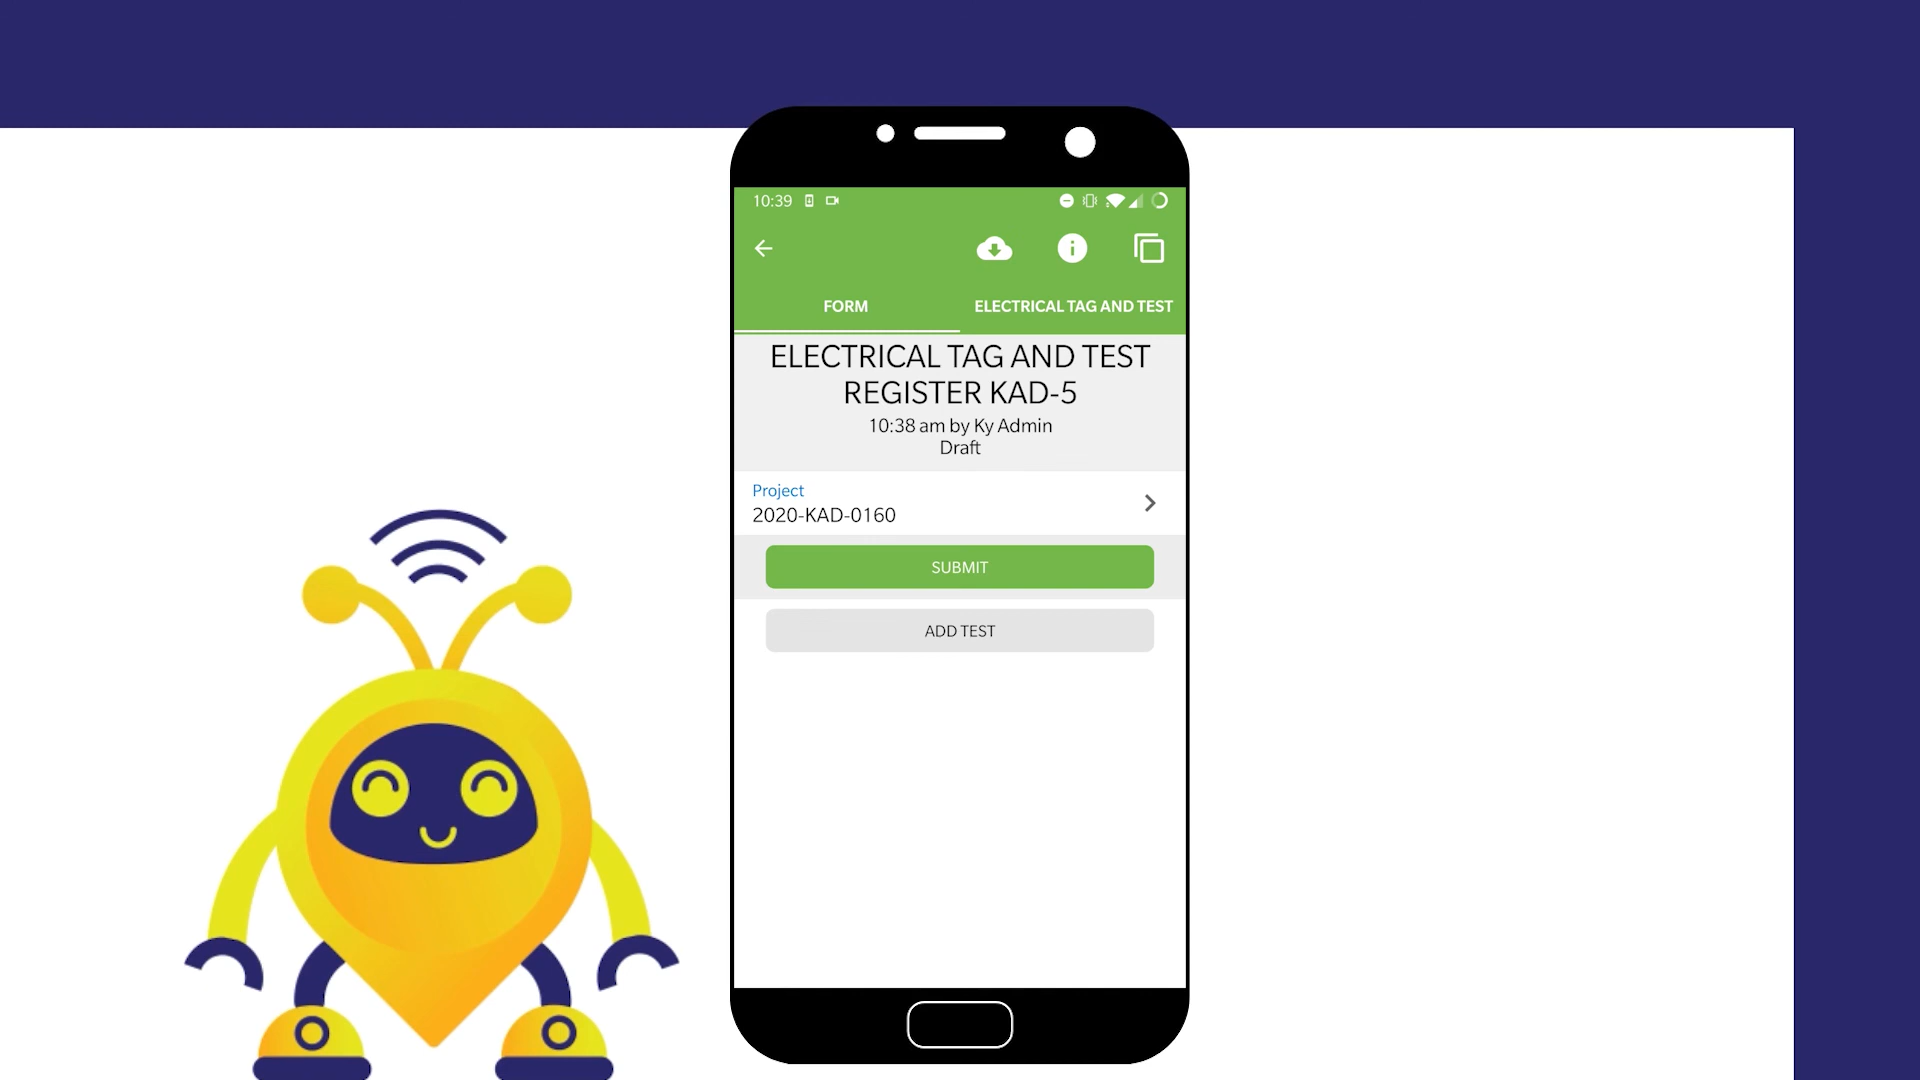 10:39
FORM
ELECTRICAL TAG AND TEST
ELECTRICAL TAG AND TEST
REGISTER KAD-5
10:38 am by Ky Admin
Draft
Project
2020-KAD-0160
SUBMIT
ADD TEST